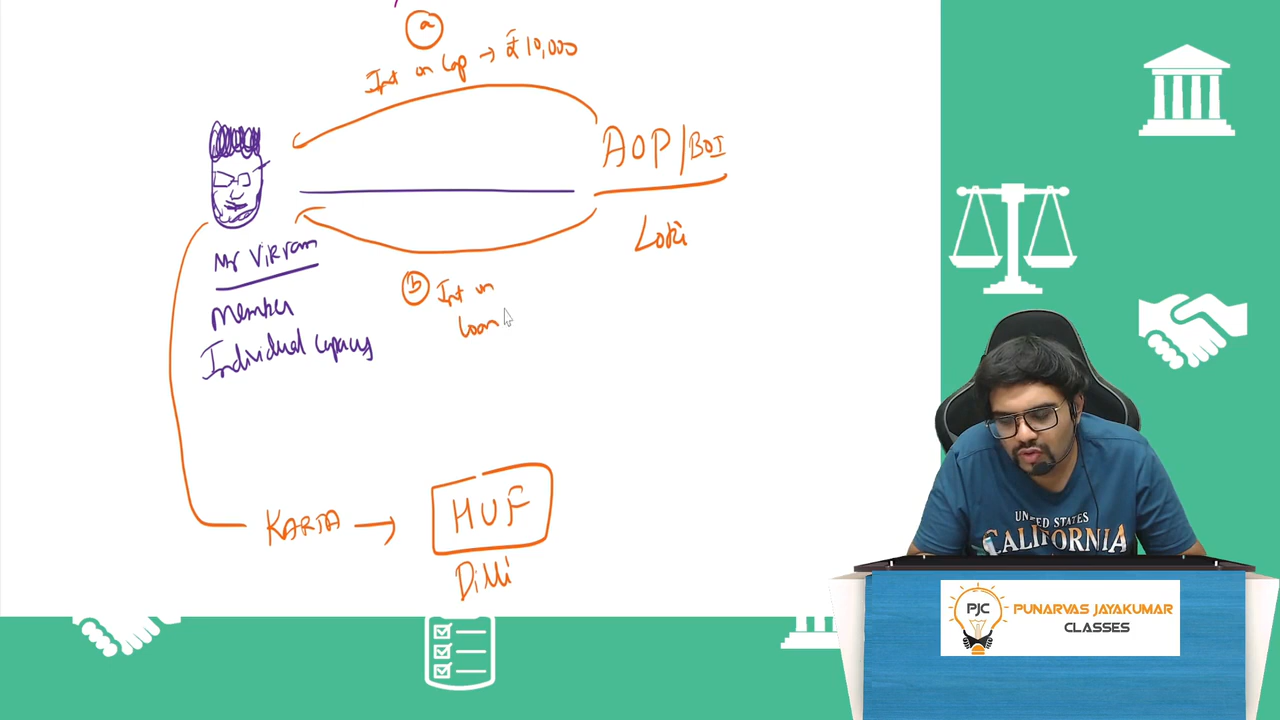 a
Int on Cap → ₹10,000
AOP/BOI
Loki
Mr Vikram
Member
Individual capacity
b Int on
loan
KARTA →
HUF
Dilli
UNITED STATES
CALIFORNIA
PJC
PUNARVAS JAYAKUMAR
CLASSES